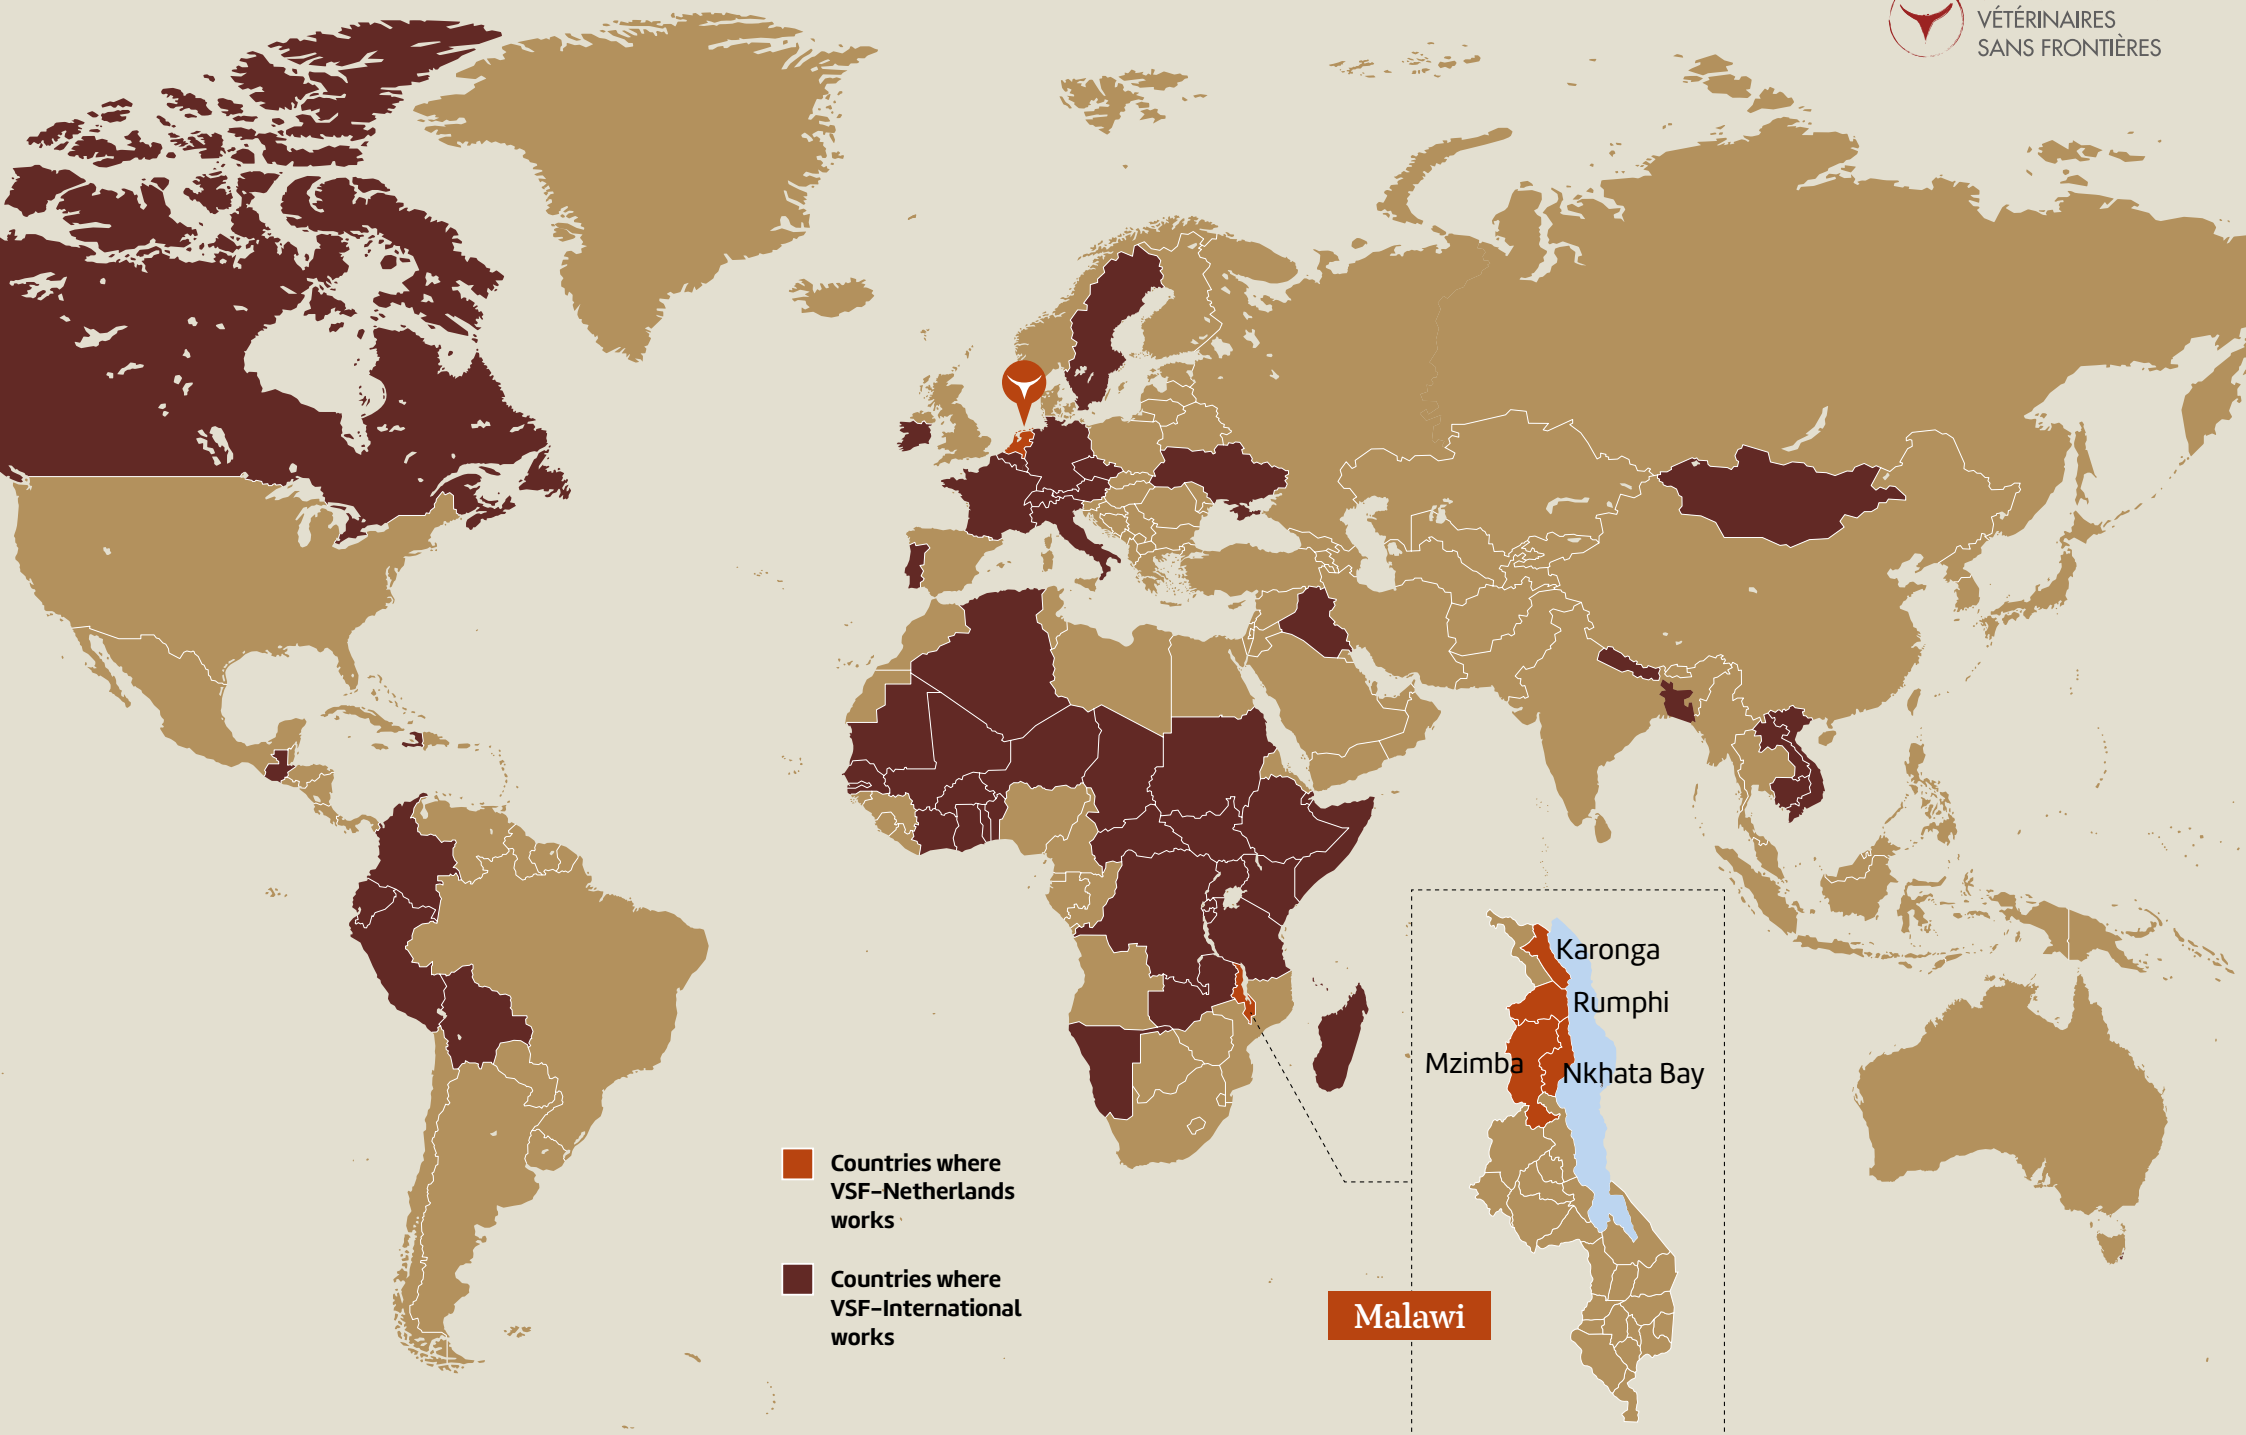 VÉTÉRINAIRES
SANS FRONTIÈRES
Karonga
Rumphi
Mzimba
Nkhata Bay
Countries where
VSF-Netherlands
works
Countries where
VSF-International
works
Malawi